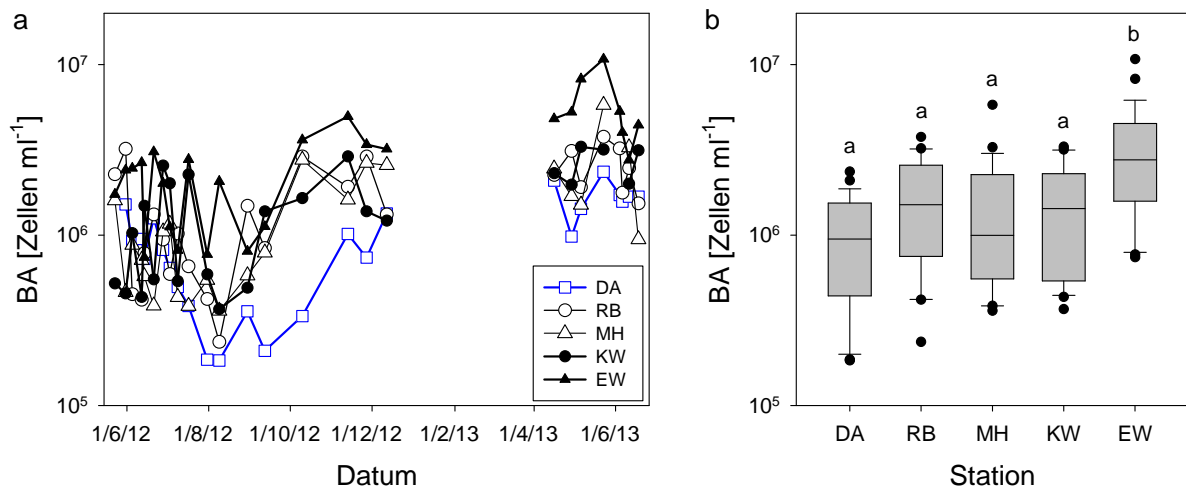 a
BA [Zellen ml⁻¹]
10⁷
10⁶
10⁵
1/6/12 1/8/12 1/10/12 1/12/12 1/2/13 1/4/13 1/6/13
Datum
DA
RB
MH
KW
EW
b
BA [Zellen ml⁻¹]
10⁷
10⁶
10⁵
a a a a b
DA RB MH KW EW
Station